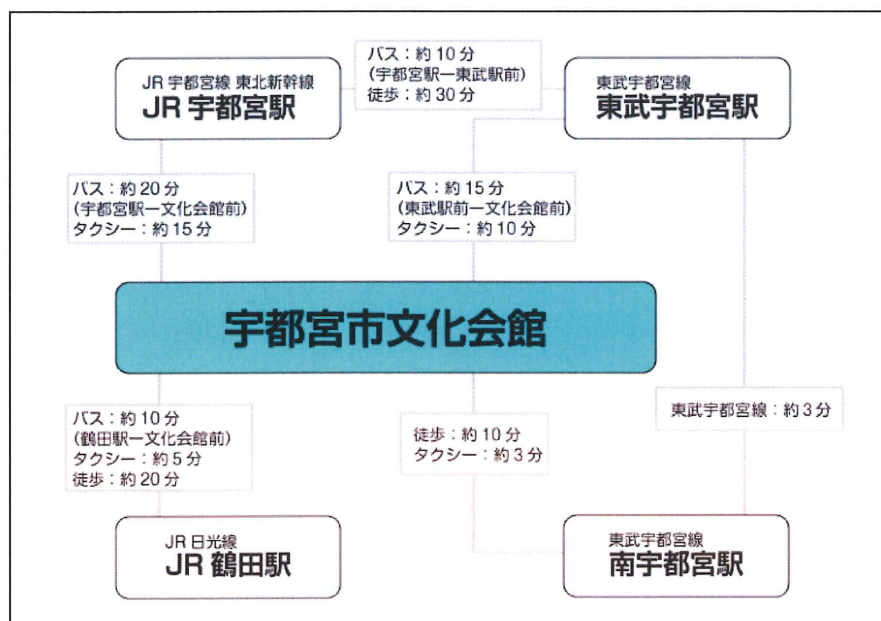 JR 宇都宮線 東北新幹線
JR 宇都宮駅
バス：約 10 分
(宇都宮駅ー東武駅前)
徒歩：約 30 分
東武宇都宮線
東武宇都宮駅
バス：約 20 分
(宇都宮駅ー文化会館前)
タクシー：約 15 分
バス：約 15 分
(東武駅前ー文化会館前)
タクシー：約 10 分
宇都宮市文化会館
バス：約 10 分
(鶴田駅ー文化会館前)
タクシー：約 5 分
徒歩：約 20 分
徒歩：約 10 分
タクシー：約 3 分
東武宇都宮線：約 3 分
JR 日光線
JR 鶴田駅
東武宇都宮線
南宇都宮駅